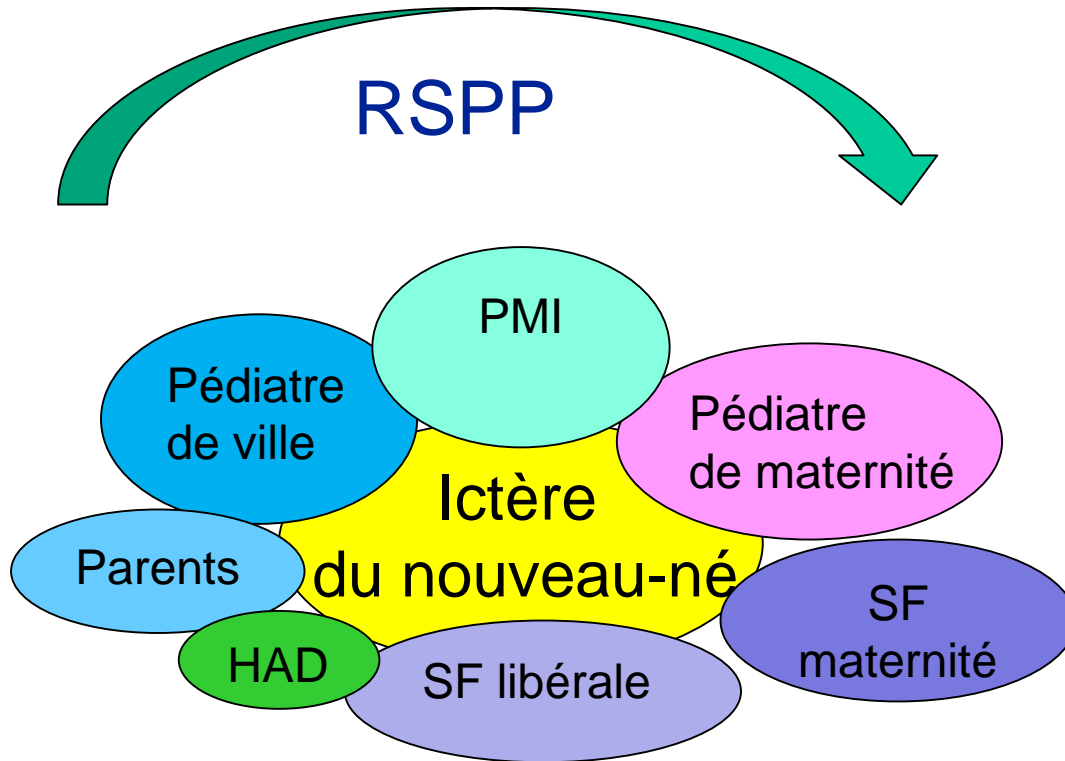 RSPP
PMI
Pédiatre
de ville
Pédiatre
de maternité
Ictère
du nouveau-né
Parents
SF
maternité
HAD
SF libérale